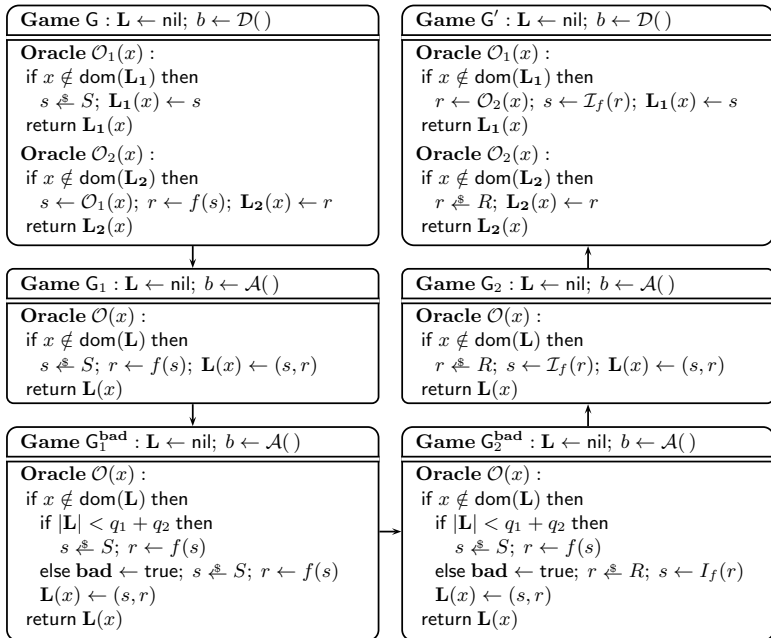 Game G : L ← nil; b ← D( )
Oracle O₁(x) :
if x ∉ dom(L₁) then
s ←$ S; L₁(x) ← s
return L₁(x)
Oracle O₂(x) :
if x ∉ dom(L₂) then
s ← O₁(x); r ← f(s); L₂(x) ← r
return L₂(x)
Game G′ : L ← nil; b ← D( )
Oracle O₁(x) :
if x ∉ dom(L₁) then
r ← O₂(x); s ← I_f(r); L₁(x) ← s
return L₁(x)
Oracle O₂(x) :
if x ∉ dom(L₂) then
r ←$ R; L₂(x) ← r
return L₂(x)
Game G₁ : L ← nil; b ← A( )
Oracle O(x) :
if x ∉ dom(L) then
s ←$ S; r ← f(s); L(x) ← (s, r)
return L(x)
Game G₂ : L ← nil; b ← A( )
Oracle O(x) :
if x ∉ dom(L) then
r ←$ R; s ← I_f(r); L(x) ← (s, r)
return L(x)
Game G₁^bad : L ← nil; b ← A( )
Oracle O(x) :
if x ∉ dom(L) then
if |L| < q₁ + q₂ then
s ←$ S; r ← f(s)
else bad ← true; s ←$ S; r ← f(s)
L(x) ← (s, r)
return L(x)
Game G₂^bad : L ← nil; b ← A( )
Oracle O(x) :
if x ∉ dom(L) then
if |L| < q₁ + q₂ then
s ←$ S; r ← f(s)
else bad ← true; r ←$ R; s ← I_f(r)
L(x) ← (s, r)
return L(x)